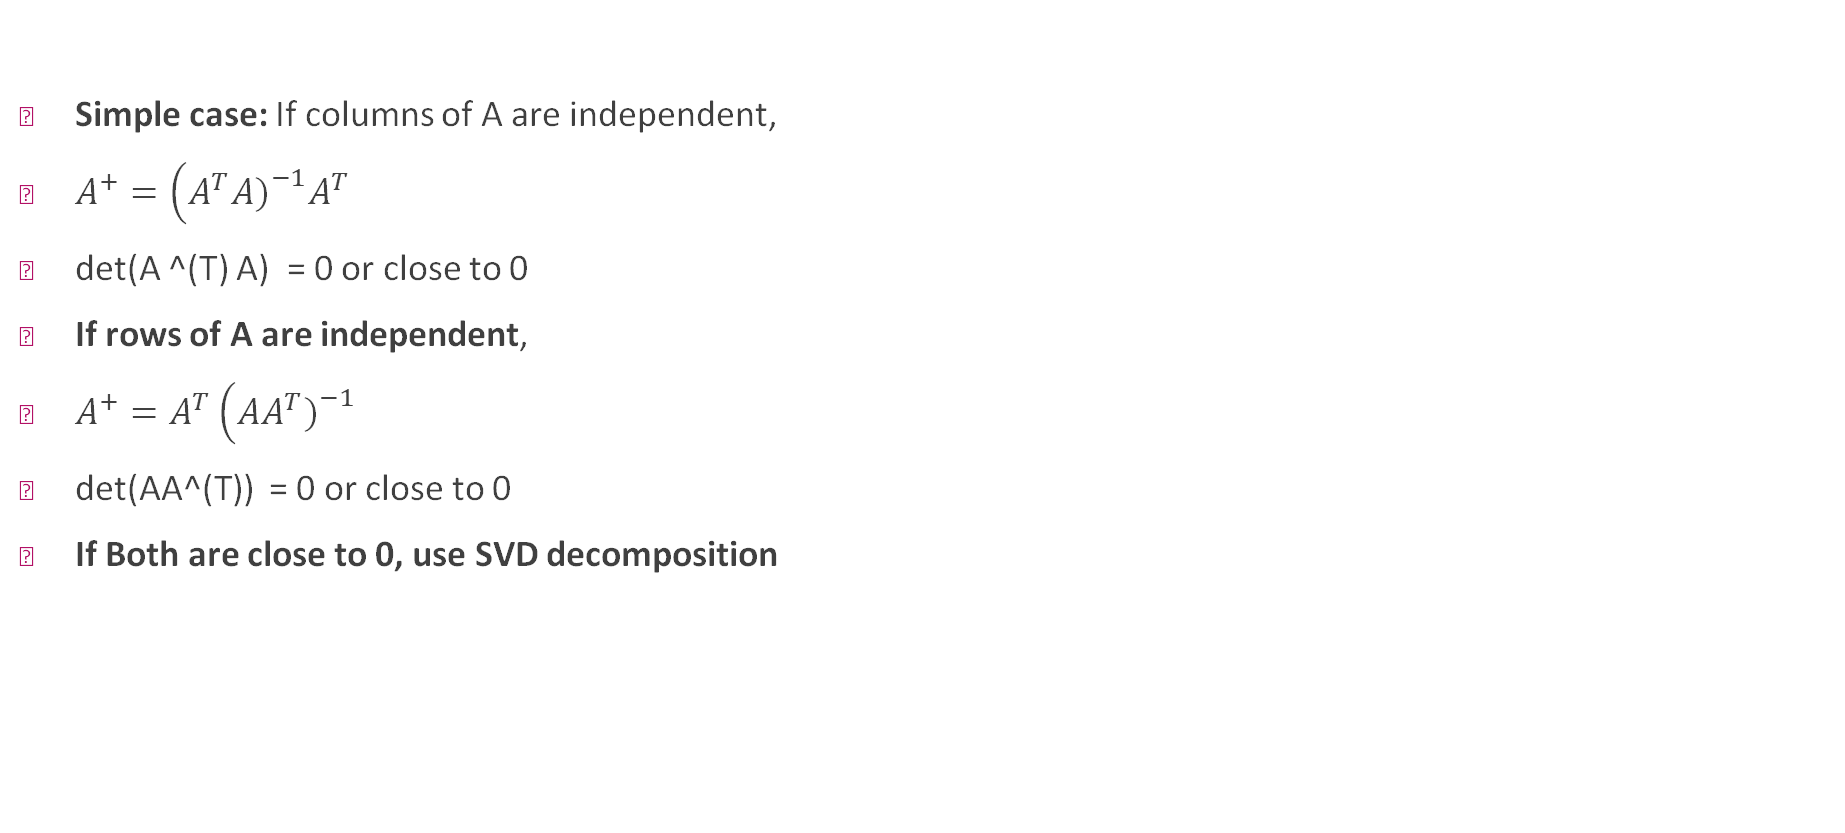 Simple case: If columns of A are independent,
A⁺ = (AᵀA)⁻¹Aᵀ
det(A ^(T) A)  = 0 or close to 0
If rows of A are independent,
A⁺ = Aᵀ(AAᵀ)⁻¹
det(AA^(T))  = 0 or close to 0
If Both are close to 0, use SVD decomposition